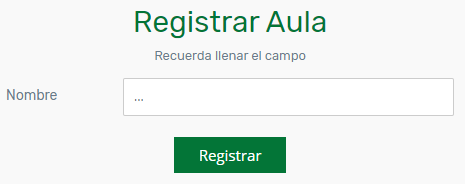 Registrar Aula
Recuerda llenar el campo
Nombre
...
Registrar